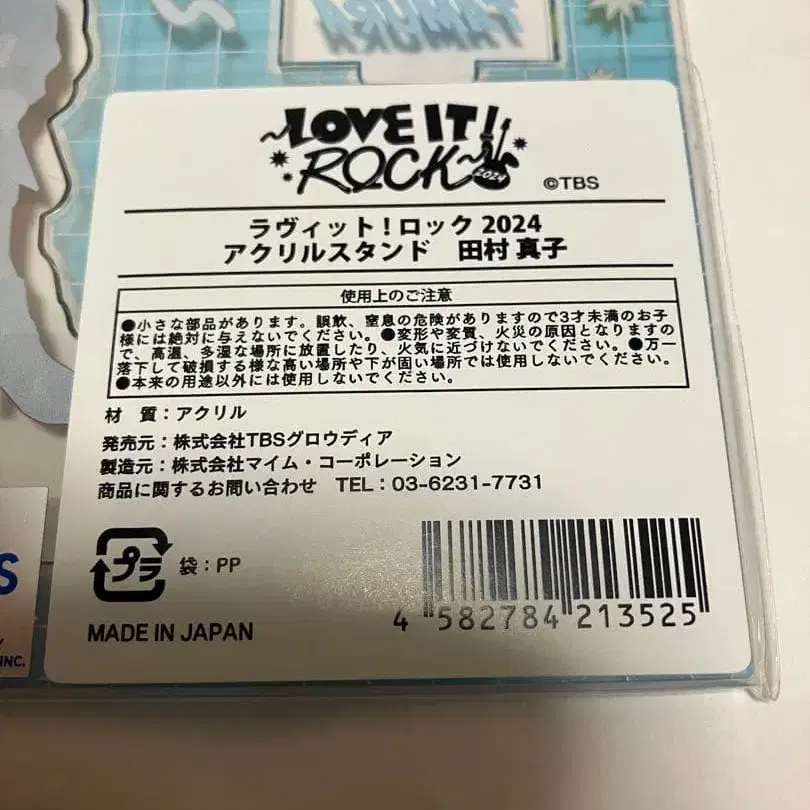 TAMURA
LOVE IT!
ROCK
2024
©TBS
ラヴィット!ロック 2024
アクリルスタンド 田村 真子
使用上のご注意
●小さな部品があります。誤飲、窒息の危険がありますので3才未満のお子
様には絶対に与えないでください。●変形や変質、火災の原因となりますの
で、高温、多湿な場所に放置したり、火気に近づけないでください。●万一
落下して破損する様な高い場所や下が固い場所では使用しないでください。
●本来の用途以外には使用しないでください。
材 質:アクリル
発売元:株式会社TBSグロウディア
製造元:株式会社マイム・コーポレーション
商品に関するお問い合わせ TEL:03-6231-7731
プラ 袋:PP
MADE IN JAPAN
4 582784 213525
S
INC.